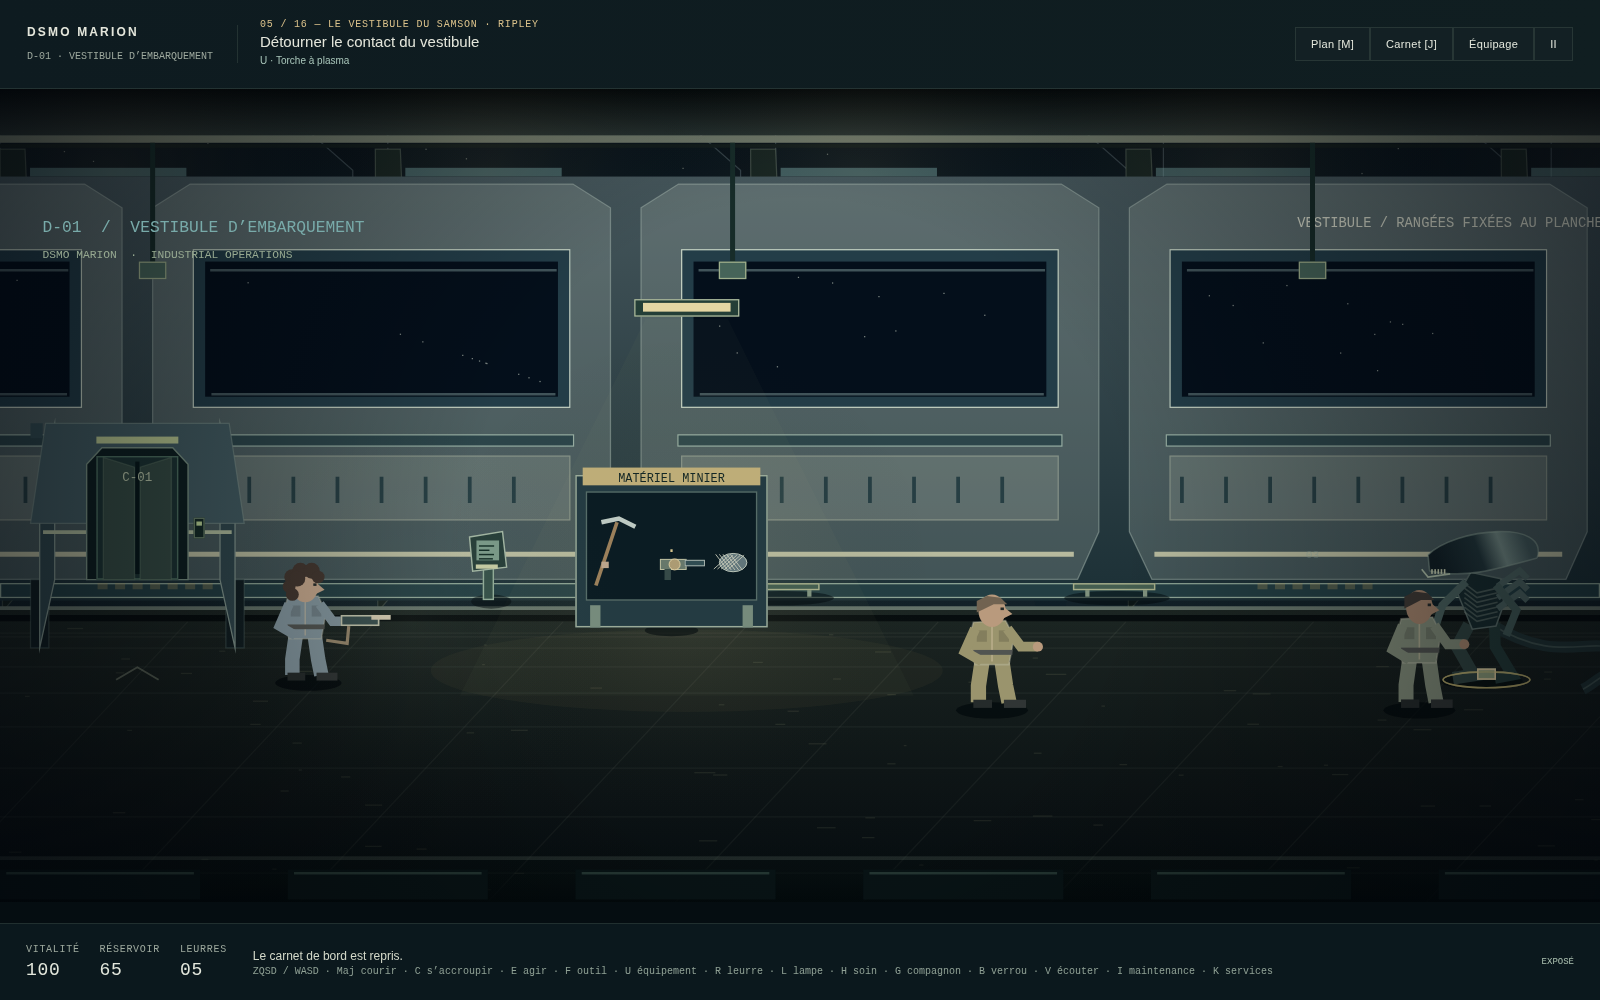 DSMO MARION
D-01 · VESTIBULE D’EMBARQUEMENT
05 / 16 — LE VESTIBULE DU SAMSON · RIPLEY
Détourner le contact du vestibule
U · Torche à plasma
Plan [M]
Carnet [J]
Équipage
II
D-01 / VESTIBULE D’EMBARQUEMENT
DSMO MARION · INDUSTRIAL OPERATIONS
VESTIBULE / RANGÉES FIXÉES AU PLANCHE
C-01
MATÉRIEL MINIER
VITALITÉ
100
RÉSERVOIR
65
LEURRES
05
Le carnet de bord est repris.
ZQSD / WASD · Maj courir · C s’accroupir · E agir · F outil · U équipement · R leurre · L lampe · H soin · G compagnon · B verrou · V écouter · I maintenance · K services
EXPOSÉ